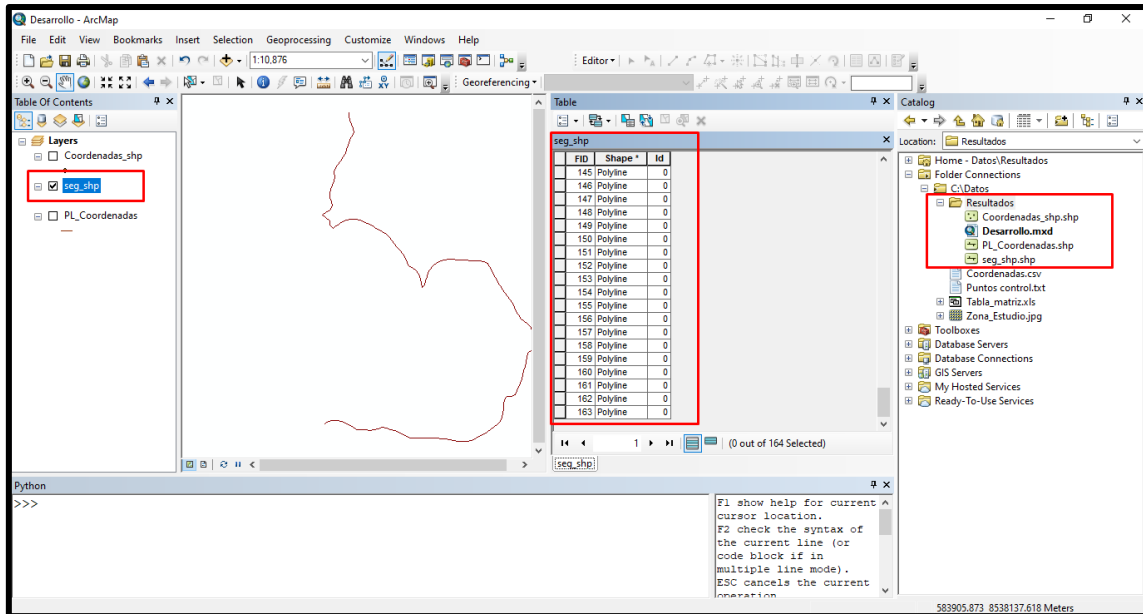 Desarrollo - ArcMap
File Edit View Bookmarks Insert Selection Geoprocessing Customize Windows Help
1:10,876
Editor
Georeferencing
Table Of Contents
Layers
Coordenadas_shp
seg_shp
PL_Coordenadas
Table
seg_shp
FID Shape * Id
145 Polyline 0
146 Polyline 0
147 Polyline 0
148 Polyline 0
149 Polyline 0
150 Polyline 0
151 Polyline 0
152 Polyline 0
153 Polyline 0
154 Polyline 0
155 Polyline 0
156 Polyline 0
157 Polyline 0
158 Polyline 0
159 Polyline 0
160 Polyline 0
161 Polyline 0
162 Polyline 0
163 Polyline 0
1
(0 out of 164 Selected)
seg_shp
Catalog
Location: Resultados
Home - Datos\Resultados
Folder Connections
C:\Datos
Resultados
Coordenadas_shp.shp
Desarrollo.mxd
PL_Coordenadas.shp
seg_shp.shp
Coordenadas.csv
Puntos control.txt
Tabla_matriz.xls
Zona_Estudio.jpg
Toolboxes
Database Servers
Database Connections
GIS Servers
My Hosted Services
Ready-To-Use Services
Python
>>>
F1 show help for current
cursor location.
F2 check the syntax of
the current line (or
code block if in
multiple line mode).
ESC cancels the current
operation
583905.873 8538137.618 Meters